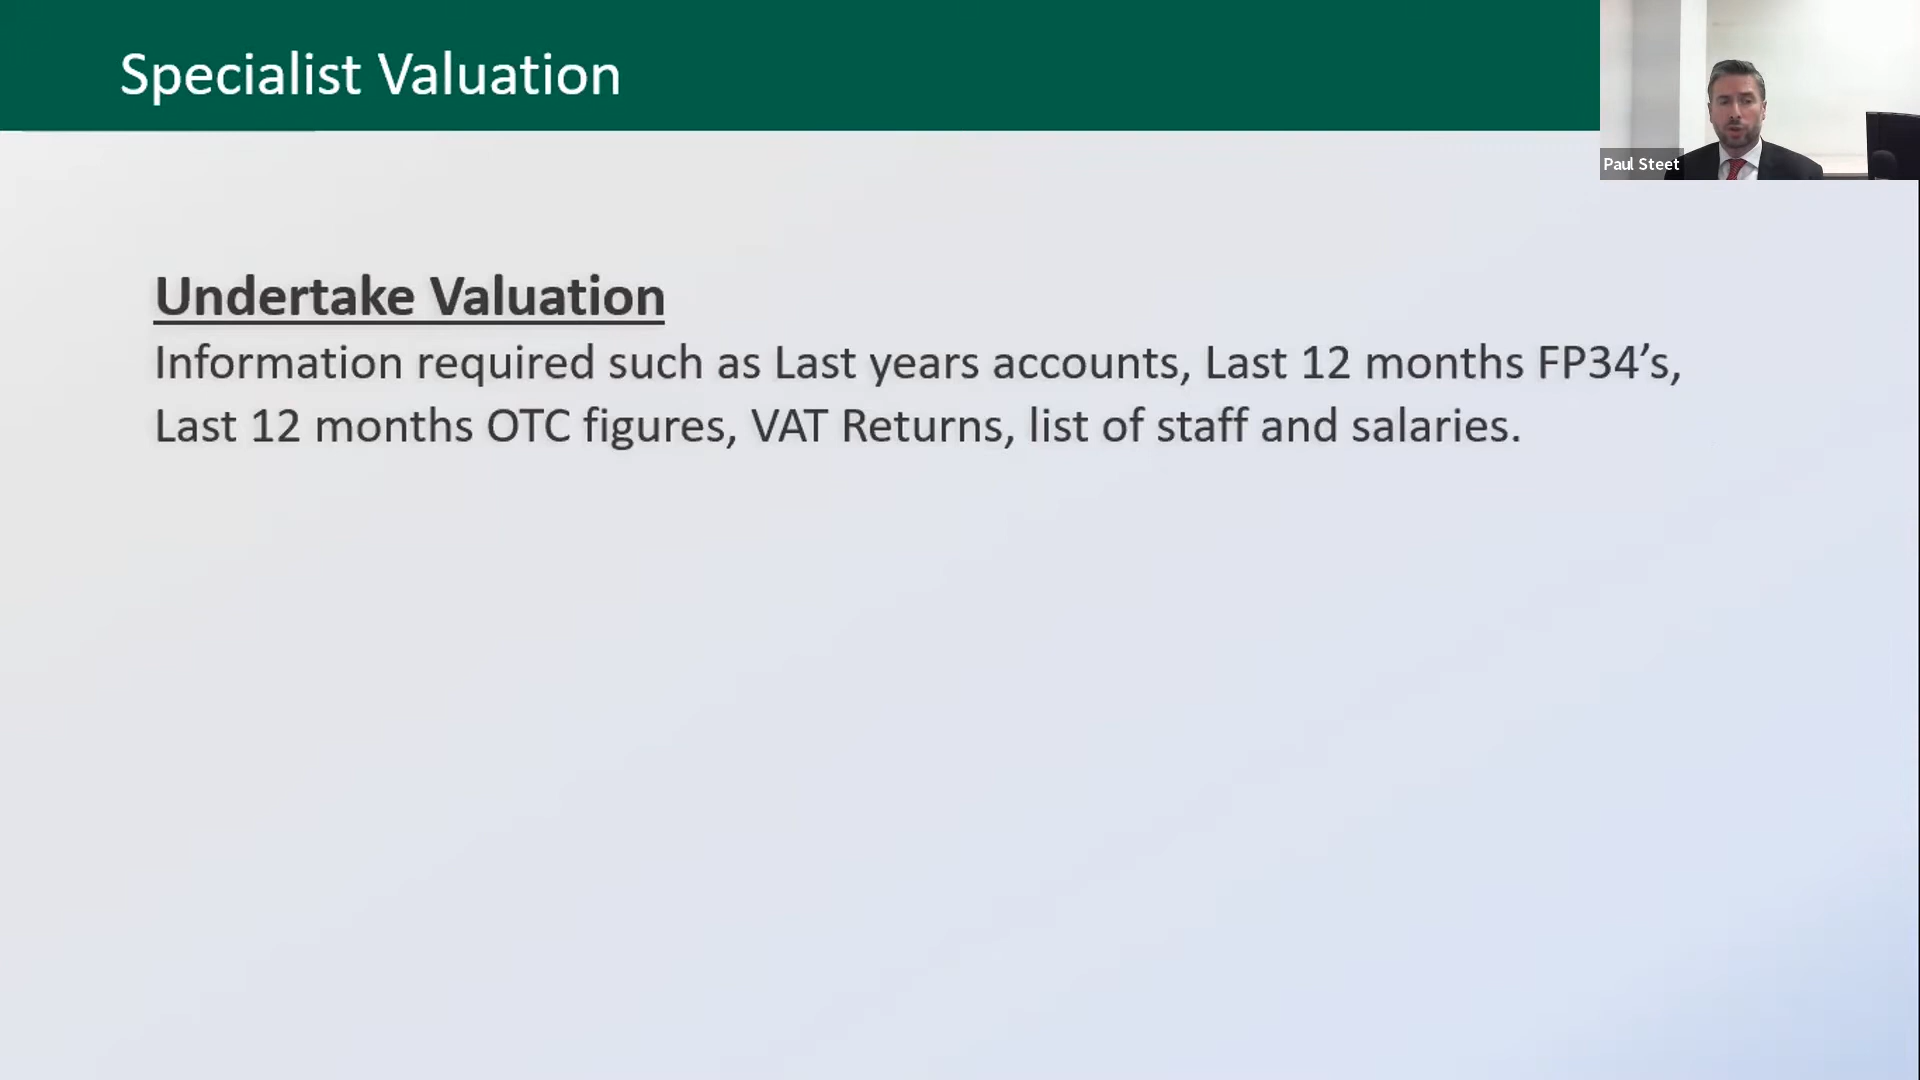 Specialist Valuation
Paul Steet
Undertake Valuation
Information required such as Last years accounts, Last 12 months FP34’s,
Last 12 months OTC figures, VAT Returns, list of staff and salaries.